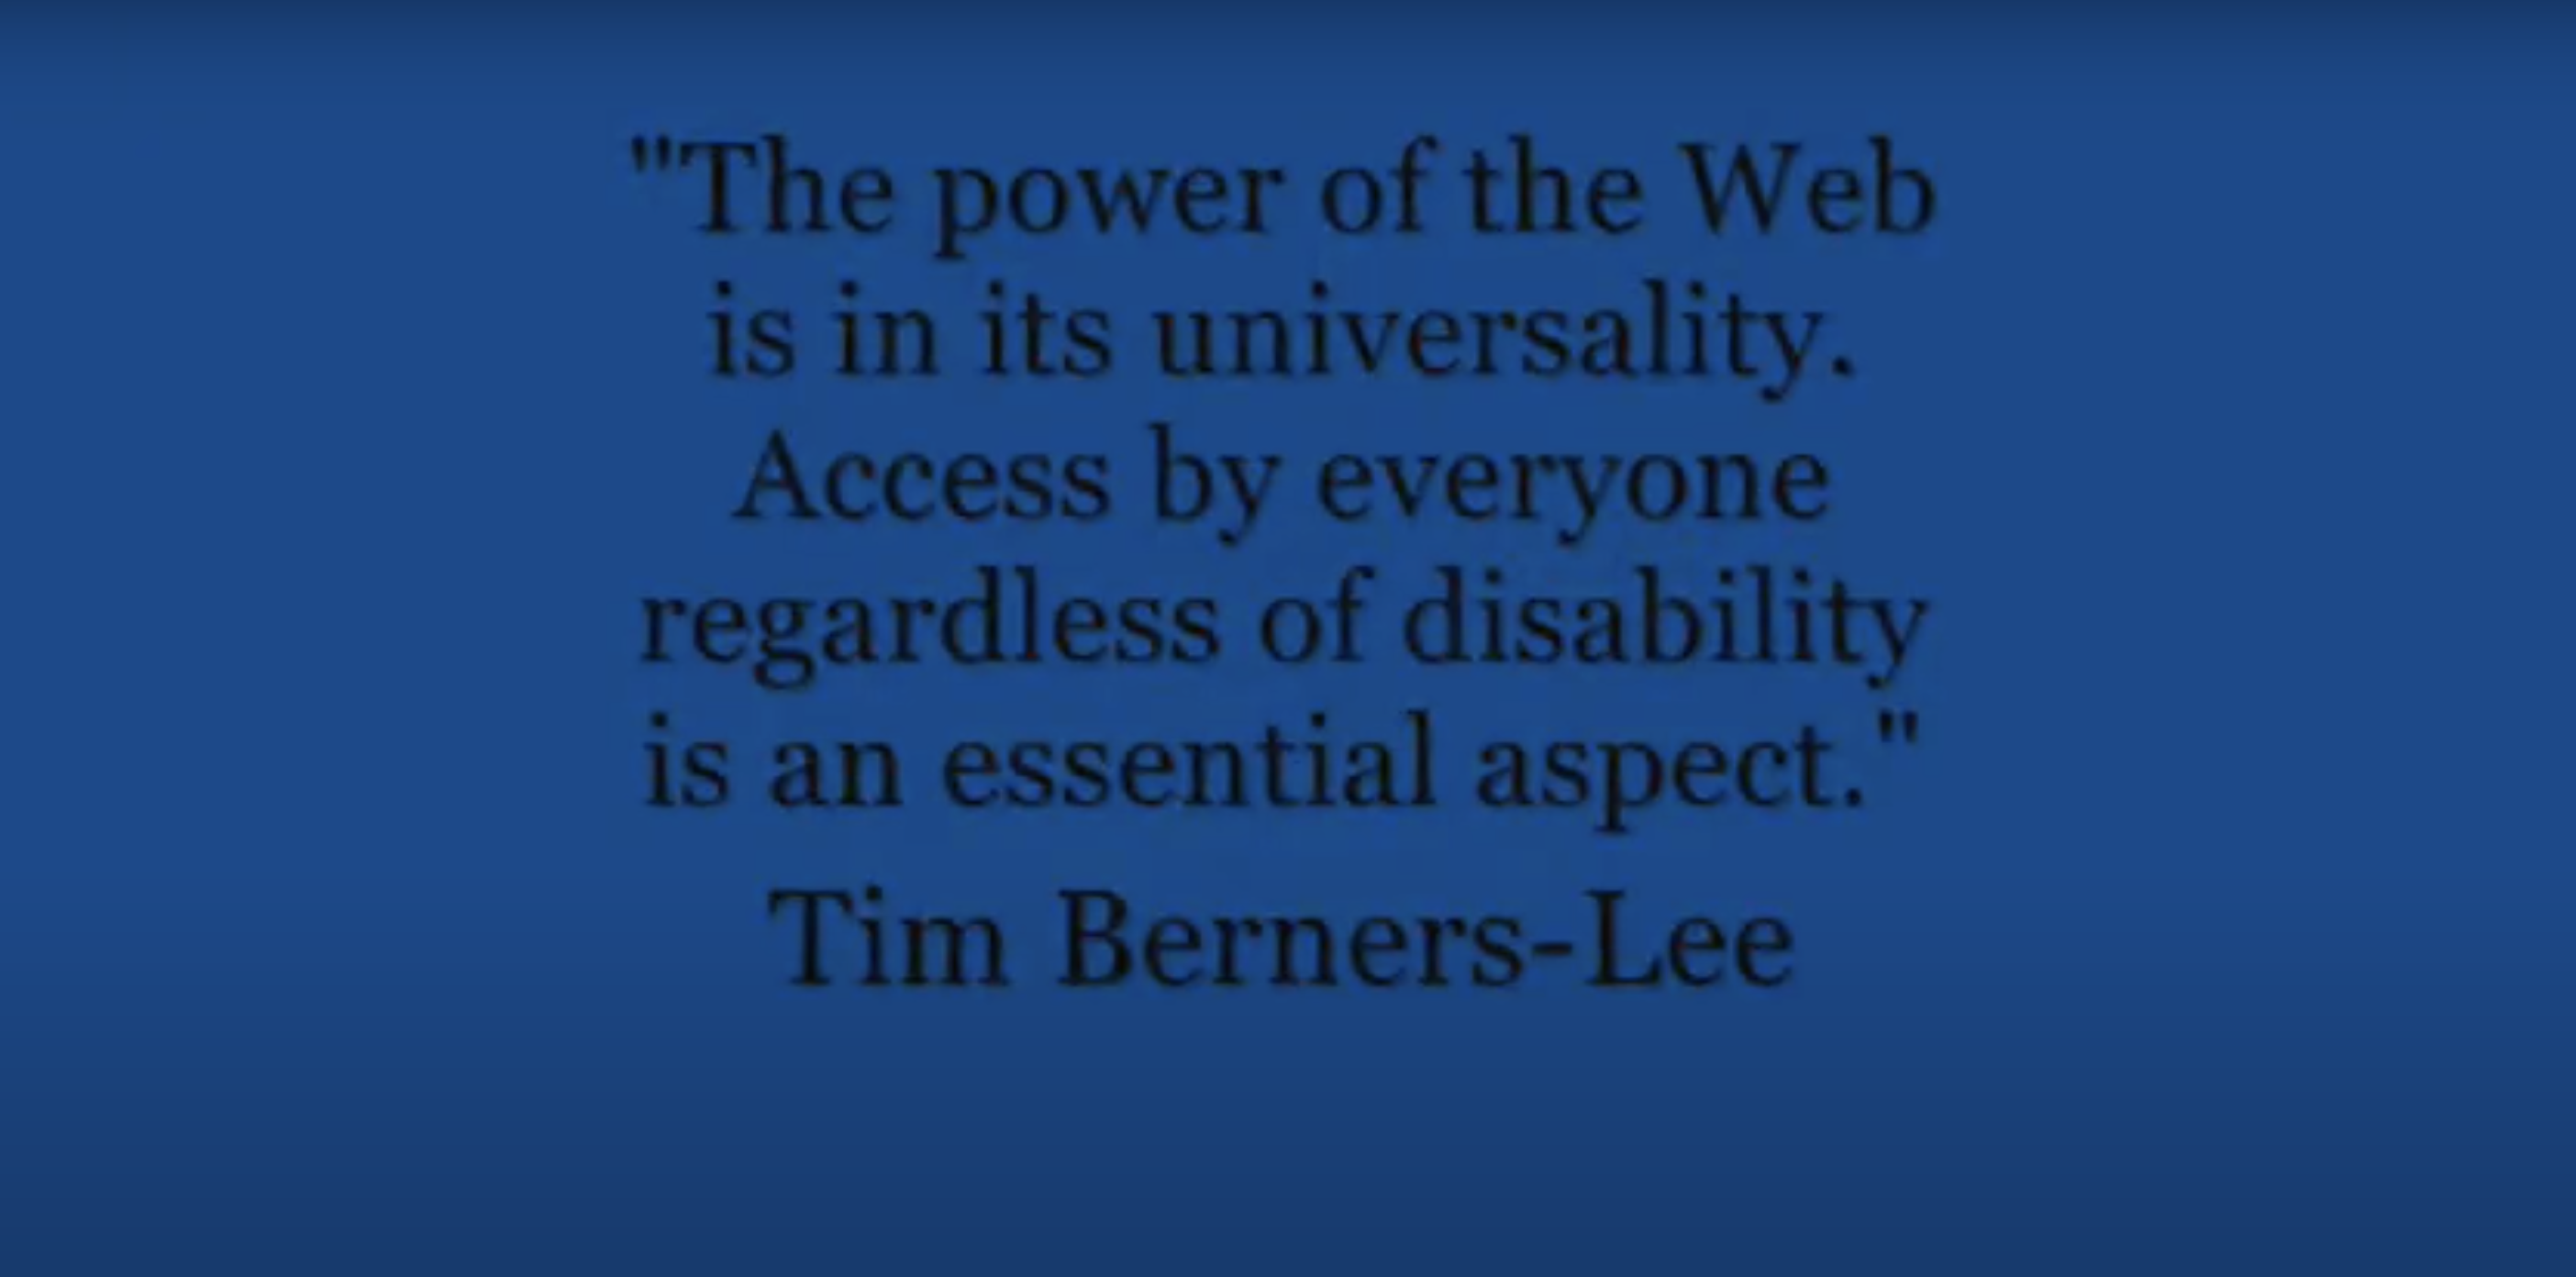 "The power of the Web
is in its universality.
Access by everyone
regardless of disability
is an essential aspect."
Tim Berners-Lee